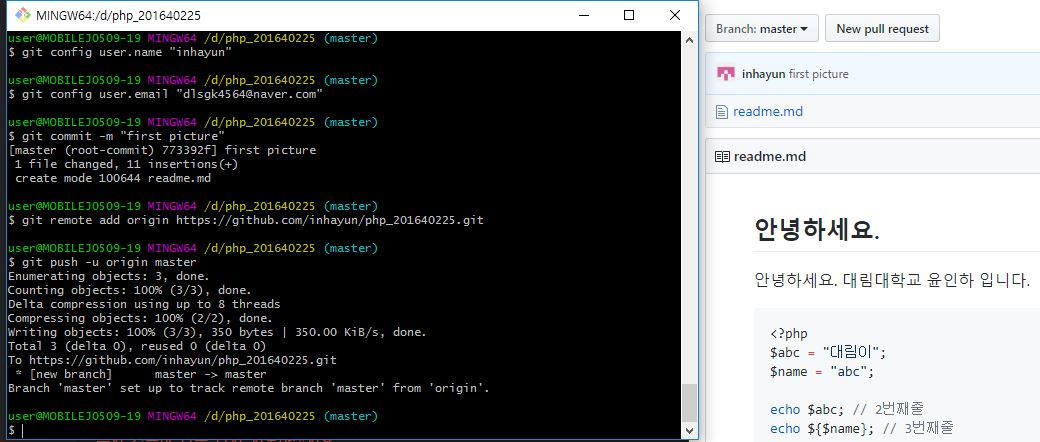 MINGW64:/d/php_201640225
user@MOBILEJ0509-19 MINGW64 /d/php_201640225 (master)
$ git config user.name "inhayun"
user@MOBILEJ0509-19 MINGW64 /d/php_201640225 (master)
$ git config user.email "dlsgk4564@naver.com"
user@MOBILEJ0509-19 MINGW64 /d/php_201640225 (master)
$ git commit -m "first picture"
[master (root-commit) 773392f] first picture
 1 file changed, 11 insertions(+)
 create mode 100644 readme.md
user@MOBILEJ0509-19 MINGW64 /d/php_201640225 (master)
$ git remote add origin https://github.com/inhayun/php_201640225.git
user@MOBILEJ0509-19 MINGW64 /d/php_201640225 (master)
$ git push -u origin master
Enumerating objects: 3, done.
Counting objects: 100% (3/3), done.
Delta compression using up to 8 threads
Compressing objects: 100% (2/2), done.
Writing objects: 100% (3/3), 350 bytes | 350.00 KiB/s, done.
Total 3 (delta 0), reused 0 (delta 0)
To https://github.com/inhayun/php_201640225.git
 * [new branch]      master -> master
Branch 'master' set up to track remote branch 'master' from 'origin'.
user@MOBILEJ0509-19 MINGW64 /d/php_201640225 (master)
$
Branch: master New pull request
inhayun first picture
readme.md
readme.md
안녕하세요.
안녕하세요. 대림대학교 윤인하 입니다.
<?php
$abc = "대림이";
$name = "abc";
echo $abc; // 2번째줄
echo ${$name}; // 3번째줄